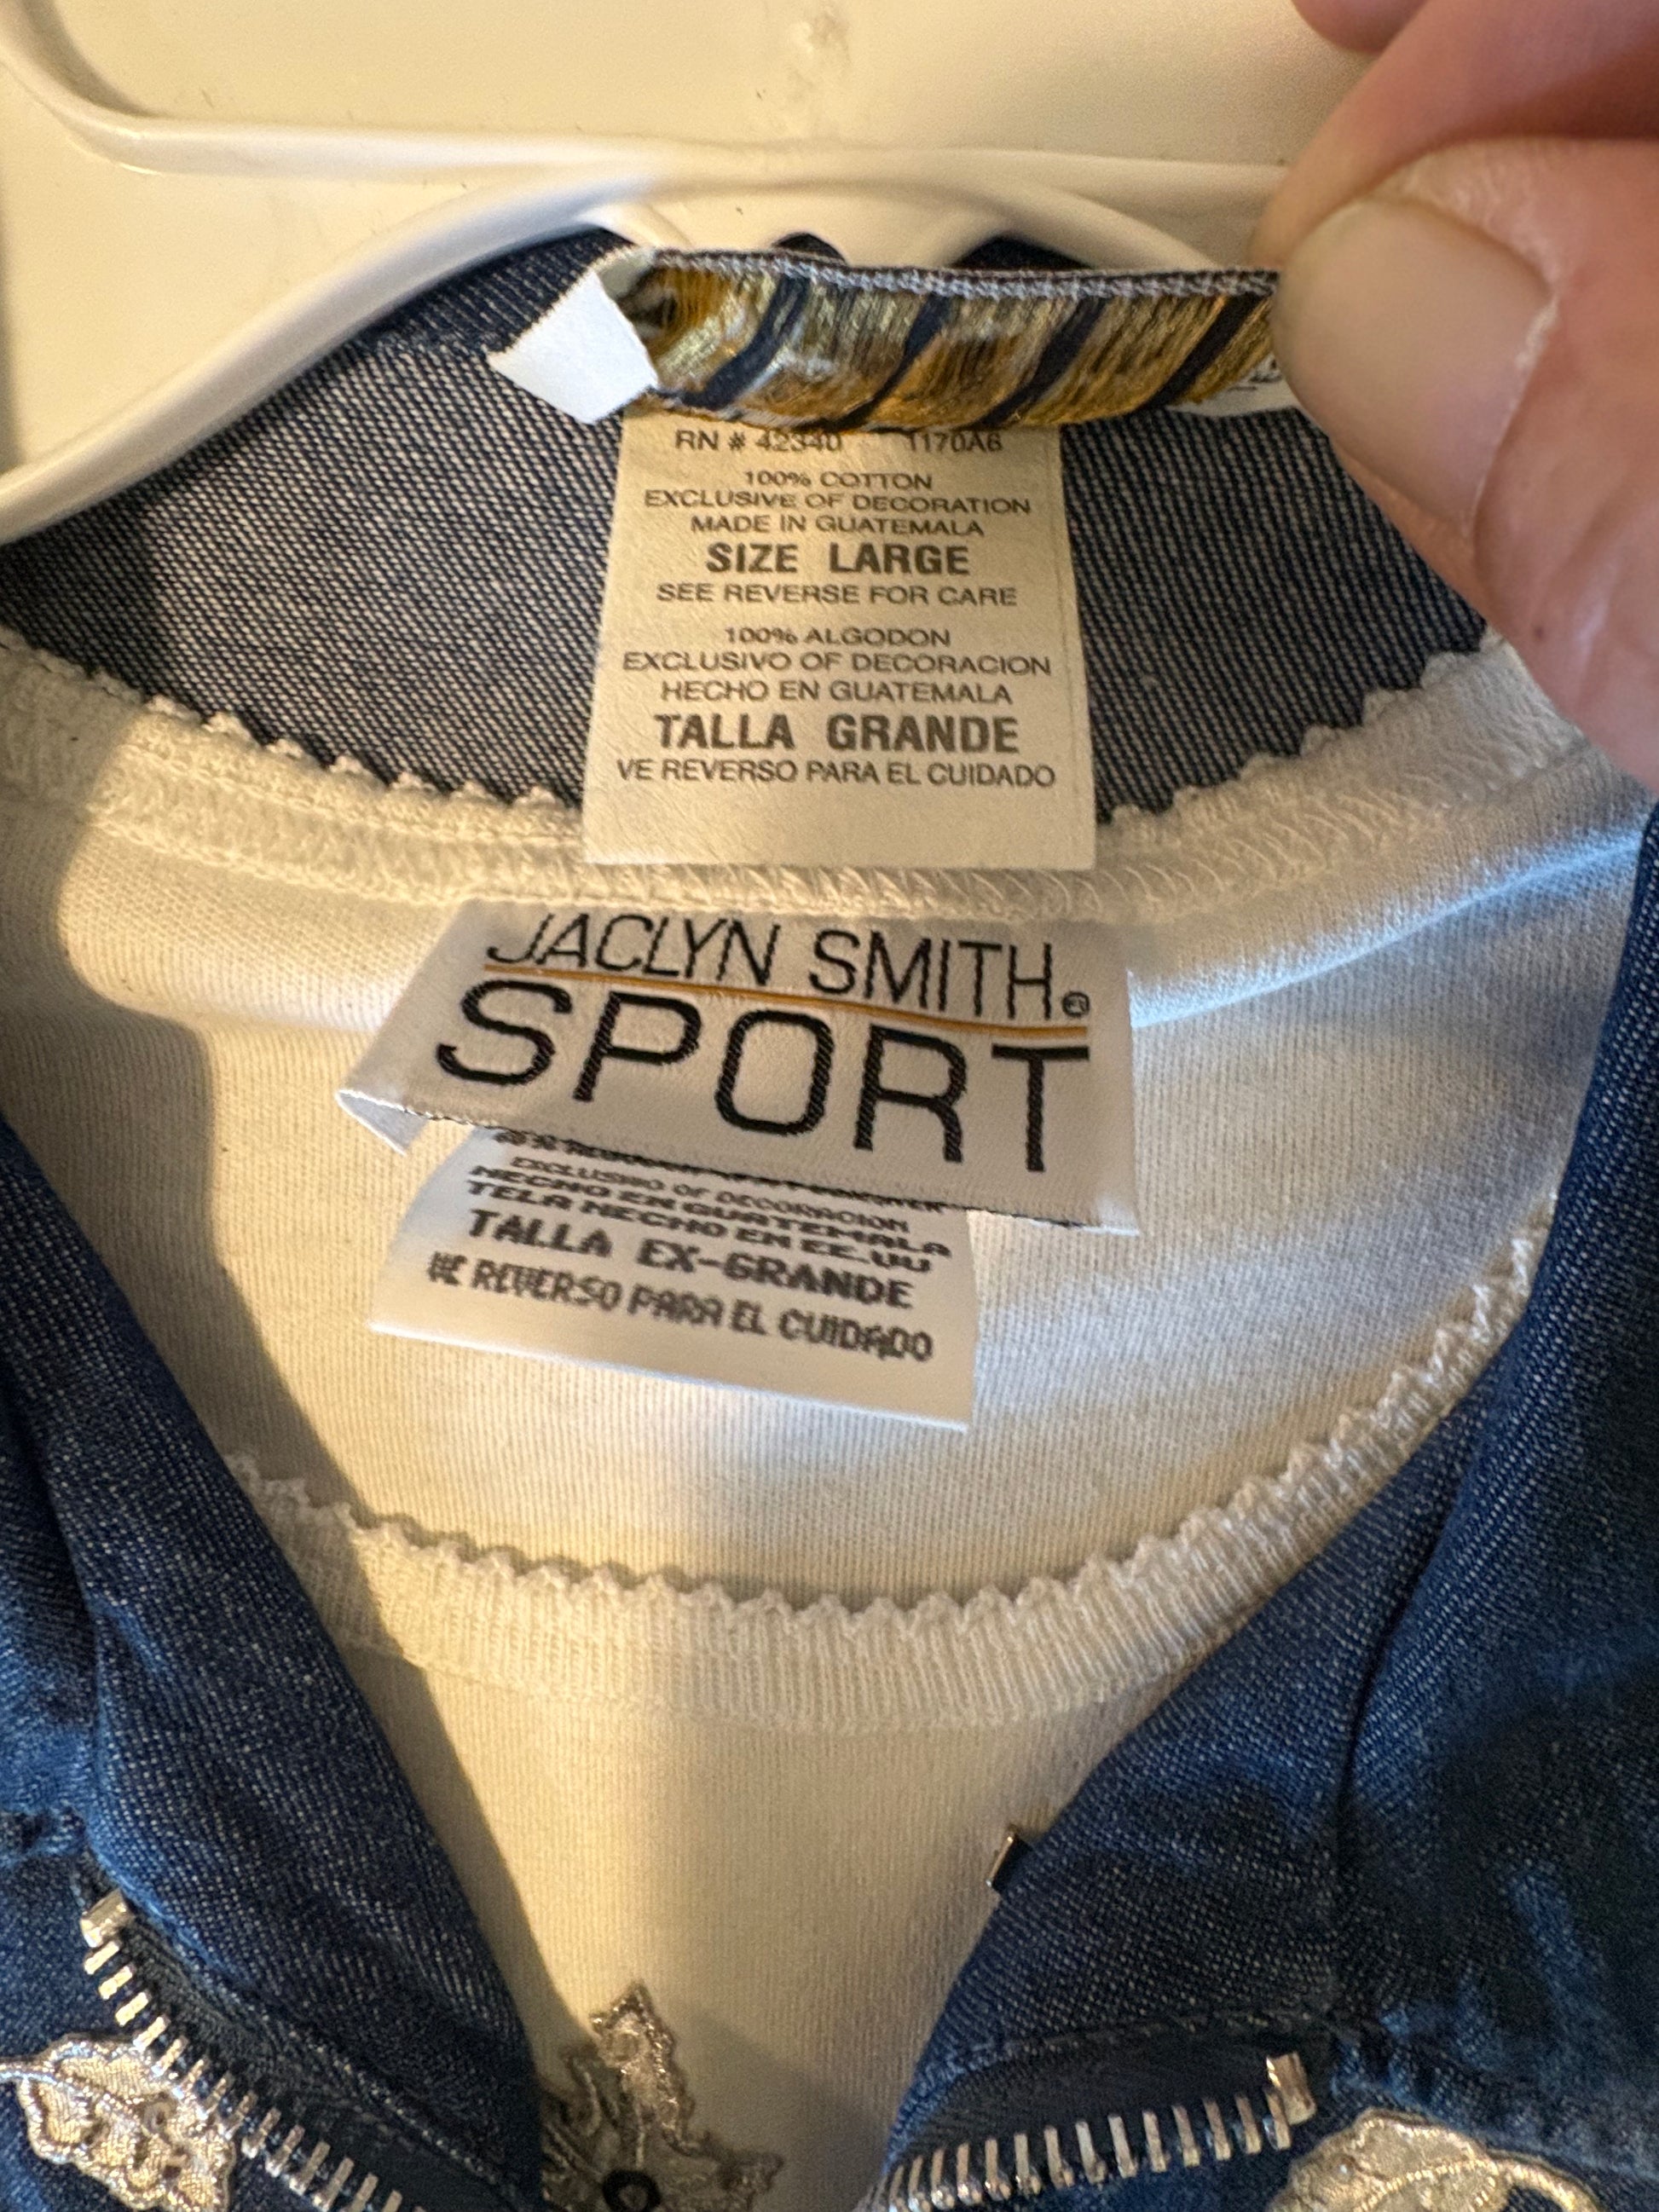 RN # 42340 1170A6
100% COTTON
EXCLUSIVE OF DECORATION
MADE IN GUATEMALA
SIZE LARGE
SEE REVERSE FOR CARE
100% ALGODON
EXCLUSIVO OF DECORACION
HECHO EN GUATEMALA
TALLA GRANDE
VE REVERSO PARA EL CUIDADO
JACLYN SMITH®
SPORT
EXCLUSIVO OF DECORACION
HECHO EN GUATEMALA
TELA HECHO EN EE.UU
TALLA EX-GRANDE
VE REVERSO PARA EL CUIDADO